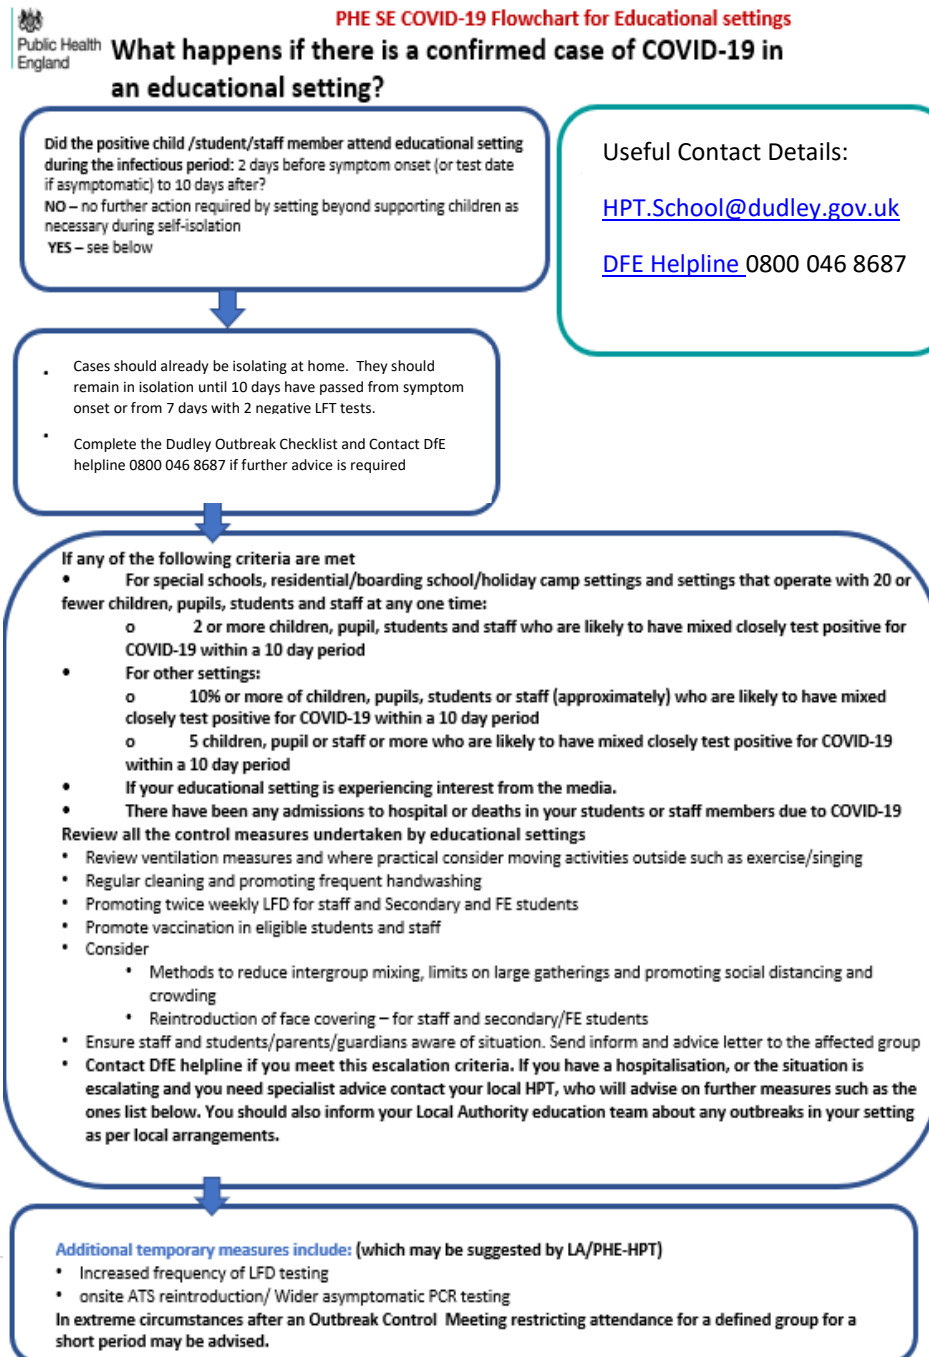 PHE SE COVID-19 Flowchart for Educational settings
Public Health
England
What happens if there is a confirmed case of COVID-19 in
an educational setting?
Did the positive child /student/staff member attend educational setting
during the infectious period: 2 days before symptom onset (or test date
if asymptomatic) to 10 days after?
NO – no further action required by setting beyond supporting children as
necessary during self-isolation
YES – see below
Useful Contact Details:
HPT.School@dudley.gov.uk
DFE Helpline 0800 046 8687
▪ Cases should already be isolating at home. They should
remain in isolation until 10 days have passed from symptom
onset or from 7 days with 2 negative LFT tests.
▪ Complete the Dudley Outbreak Checklist and Contact DfE
helpline 0800 046 8687 if further advice is required
If any of the following criteria are met
• For special schools, residential/boarding school/holiday camp settings and settings that operate with 20 or
fewer children, pupils, students and staff at any one time:
o 2 or more children, pupil, students and staff who are likely to have mixed closely test positive for
COVID-19 within a 10 day period
• For other settings:
o 10% or more of children, pupils, students or staff (approximately) who are likely to have mixed
closely test positive for COVID-19 within a 10 day period
o 5 children, pupil or staff or more who are likely to have mixed closely test positive for COVID-19
within a 10 day period
• If your educational setting is experiencing interest from the media.
• There have been any admissions to hospital or deaths in your students or staff members due to COVID-19
Review all the control measures undertaken by educational settings
• Review ventilation measures and where practical consider moving activities outside such as exercise/singing
• Regular cleaning and promoting frequent handwashing
• Promoting twice weekly LFD for staff and Secondary and FE students
• Promote vaccination in eligible students and staff
• Consider
• Methods to reduce intergroup mixing, limits on large gatherings and promoting social distancing and
crowding
• Reintroduction of face covering – for staff and secondary/FE students
• Ensure staff and students/parents/guardians aware of situation. Send inform and advice letter to the affected group
• Contact DfE helpline if you meet this escalation criteria. If you have a hospitalisation, or the situation is
escalating and you need specialist advice contact your local HPT, who will advise on further measures such as the
ones list below. You should also inform your Local Authority education team about any outbreaks in your setting
as per local arrangements.
Additional temporary measures include: (which may be suggested by LA/PHE-HPT)
• Increased frequency of LFD testing
• onsite ATS reintroduction/ Wider asymptomatic PCR testing
In extreme circumstances after an Outbreak Control Meeting restricting attendance for a defined group for a
short period may be advised.